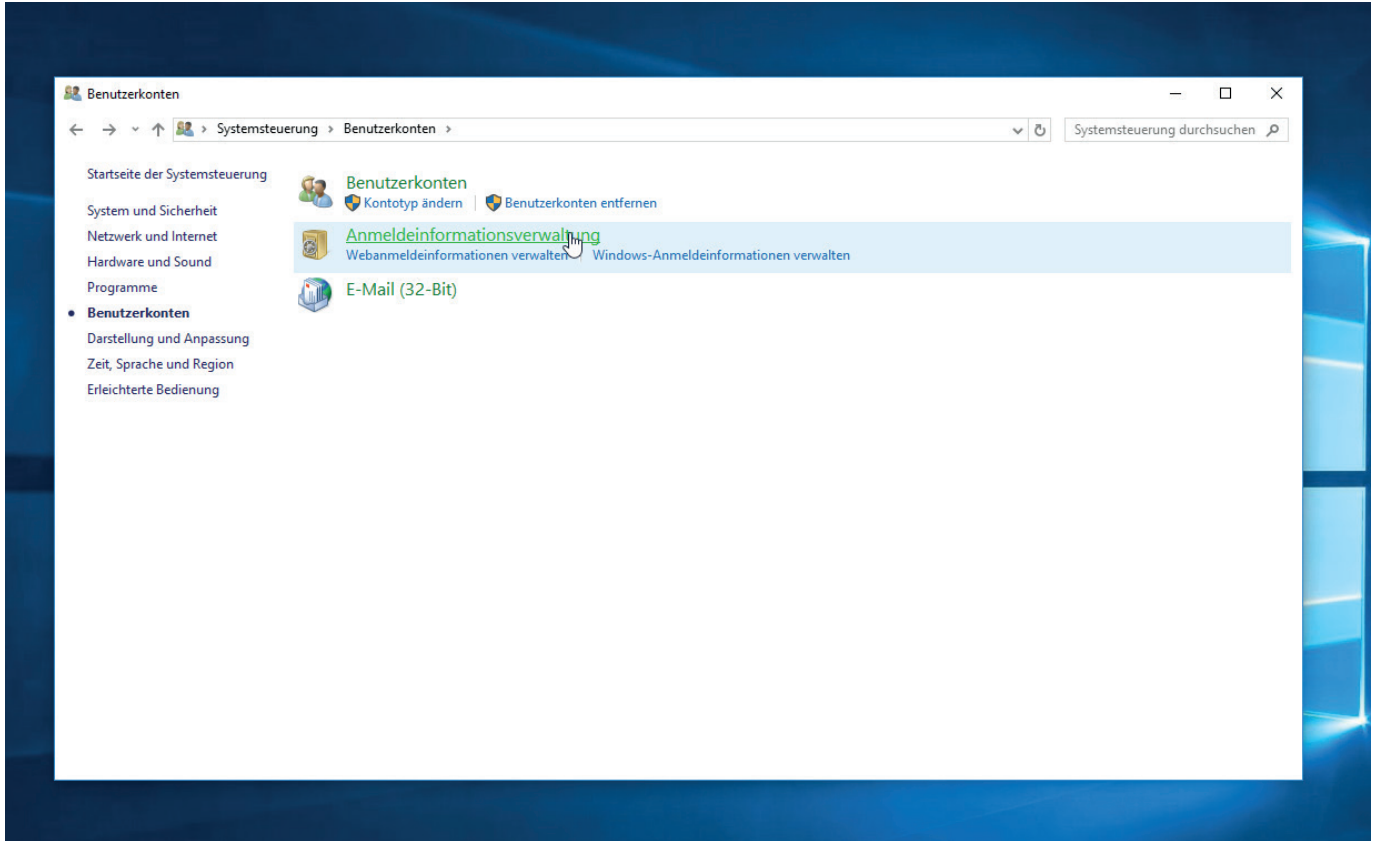 Benutzerkonten
Systemsteuerung > Benutzerkonten >
Systemsteuerung durchsuchen
Startseite der Systemsteuerung
System und Sicherheit
Netzwerk und Internet
Hardware und Sound
Programme
Benutzerkonten
Darstellung und Anpassung
Zeit, Sprache und Region
Erleichterte Bedienung
Benutzerkonten
Kontotyp ändern | Benutzerkonten entfernen
Anmeldeinformationsverwaltung
Webanmeldeinformationen verwalten Windows-Anmeldeinformationen verwalten
E-Mail (32-Bit)